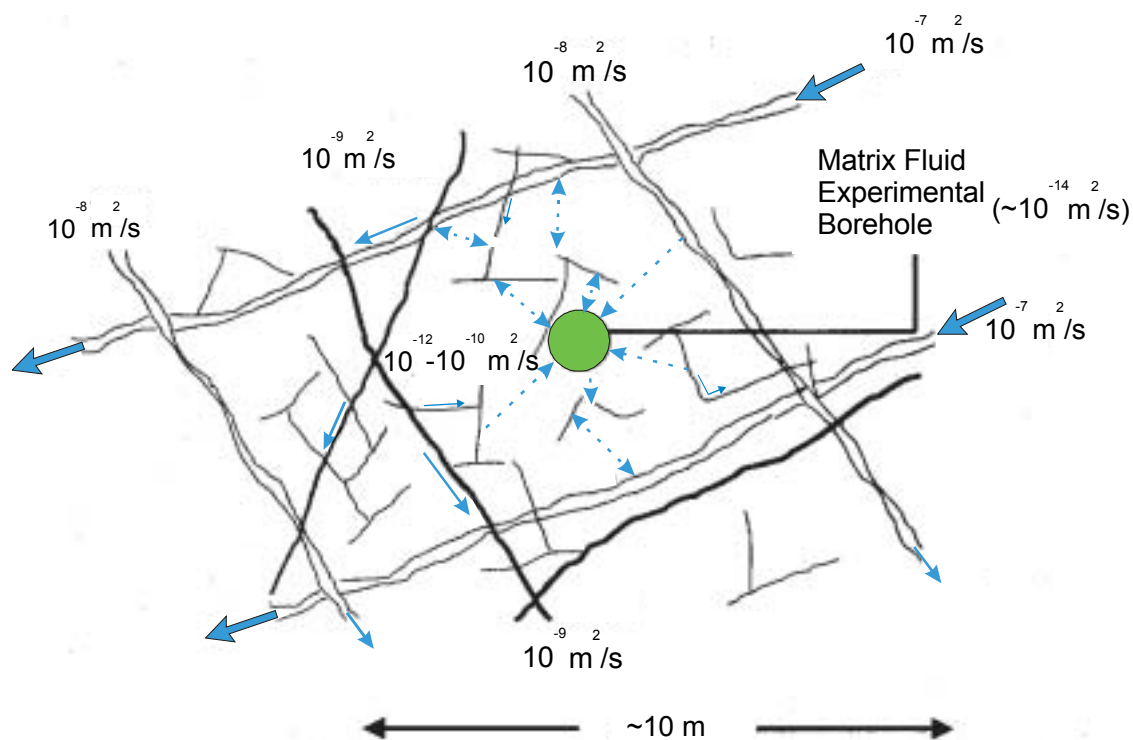 10⁻⁷ m²/s
10⁻⁸ m²/s
10⁻⁹ m²/s
Matrix Fluid
Experimental
Borehole (~10⁻¹⁴ m²/s)
10⁻⁸ m²/s
10⁻⁷ m²/s
10⁻¹²-10⁻¹⁰ m²/s
10⁻⁹ m²/s
~10 m